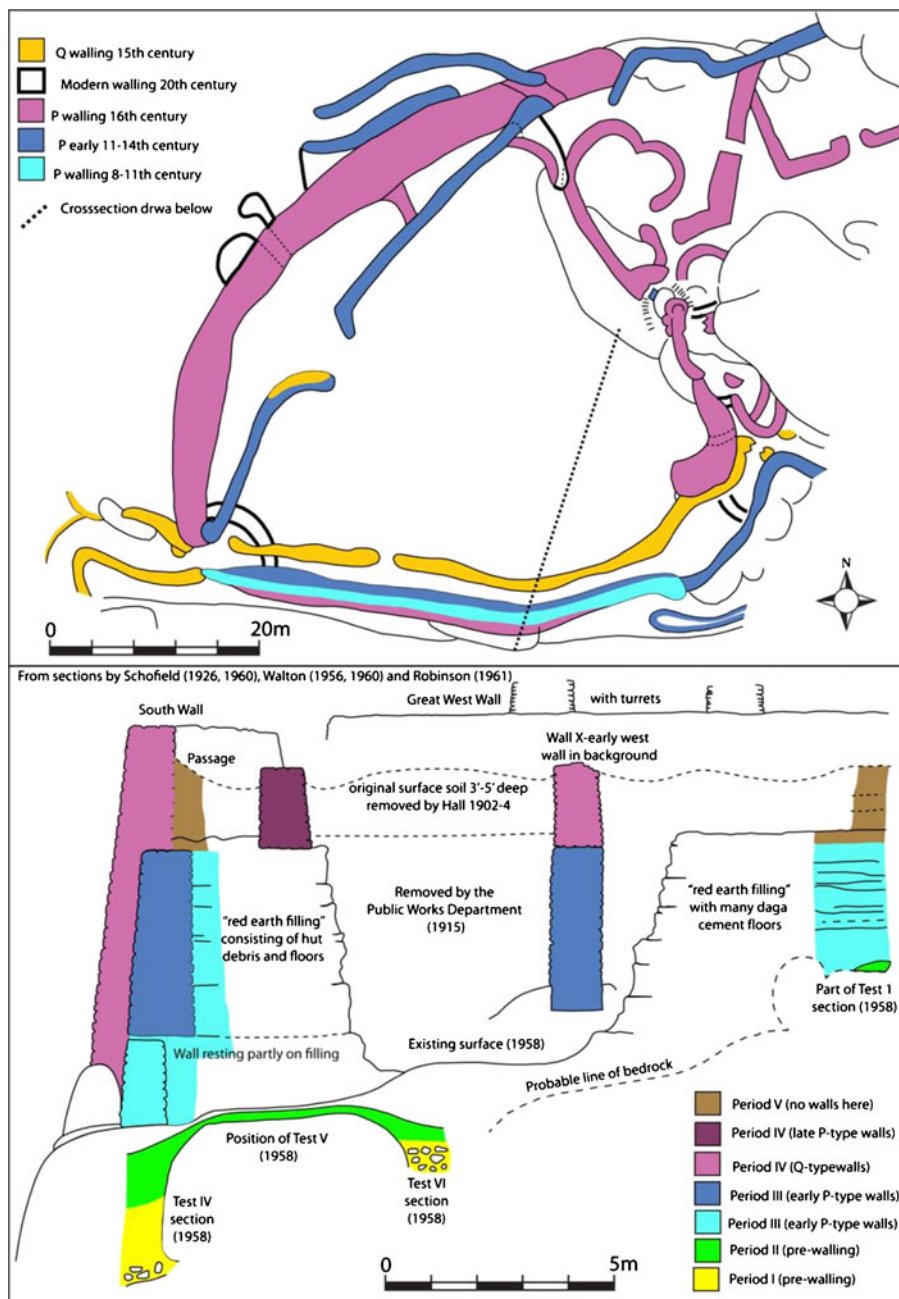 Q walling 15th century
Modern walling 20th century
P walling 16th century
P early 11-14th century
P walling 8-11th century
Crosssection drwa below
N
0 20m
From sections by Schofield (1926, 1960), Walton (1956, 1960) and Robinson (1961)
South Wall
Great West Wall
with turrets
Passage
Wall X-early west
wall in background
original surface soil 3'-5' deep
removed by Hall 1902-4
"red earth filling"
consisting of hut
debris and floors
Removed by the
Public Works Department
(1915)
"red earth filling"
with many daga
cement floors
Part of Test 1
section (1958)
Wall resting partly on filling
Existing surface (1958)
Probable line of bedrock
Position of Test V
(1958)
Test IV
section
(1958)
Test VI
section
(1958)
Period V (no walls here)
Period IV (late P-type walls)
Period IV (Q-typewalls)
Period III (early P-type walls)
Period III (early P-type walls)
Period II (pre-walling)
Period I (pre-walling)
0 5m